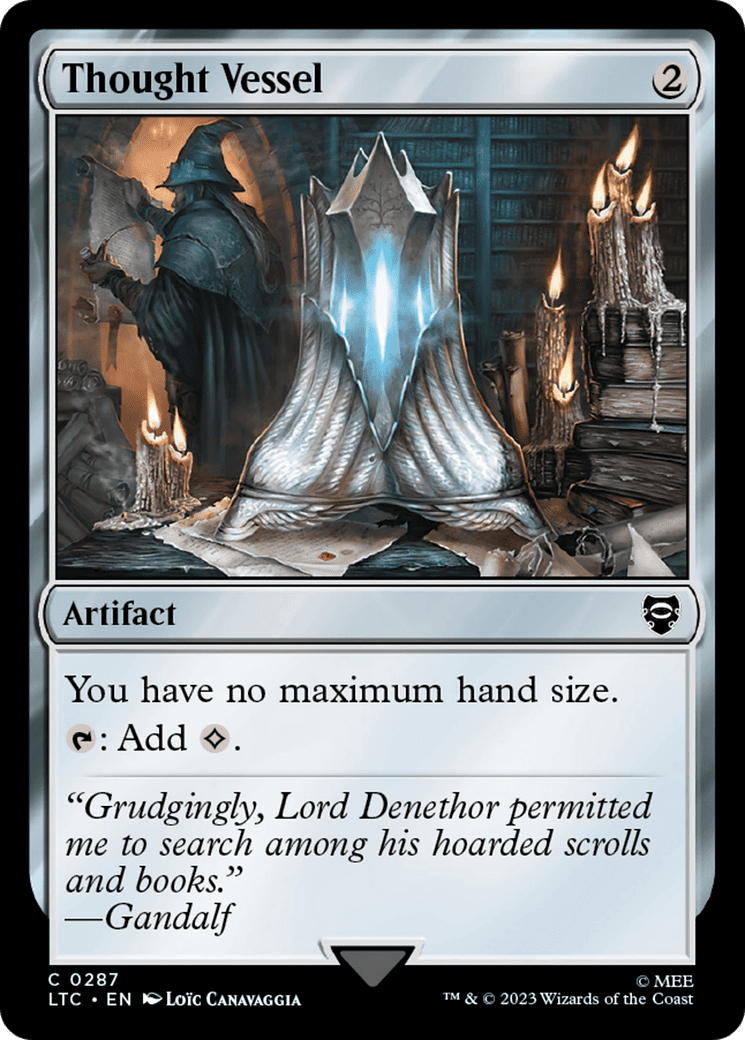 Thought Vessel 2
Artifact
You have no maximum hand size.
: Add .
“Grudgingly, Lord Denethor permitted
me to search among his hoarded scrolls
and books.”
—Gandalf
C 0287
LTC • EN Loïc Canavaggia
© MEE
™ & © 2023 Wizards of the Coast